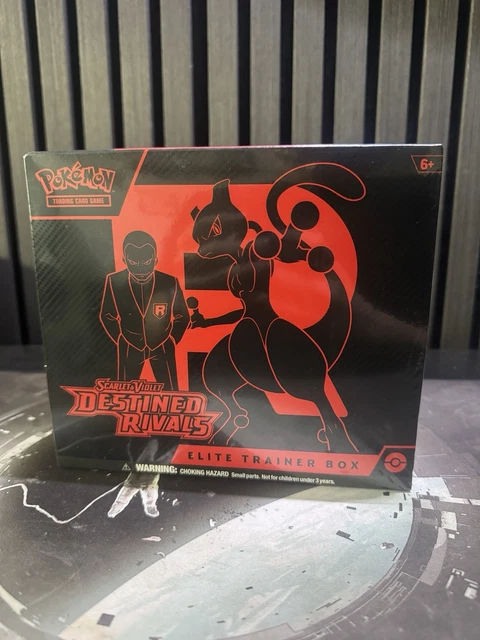 POKÉMON
TRADING CARD GAME
6+
R
SCARLET & VIOLET
DESTINED
RIVALS
ELITE TRAINER BOX
⚠ WARNING: CHOKING HAZARD Small parts. Not for children under 3 years.